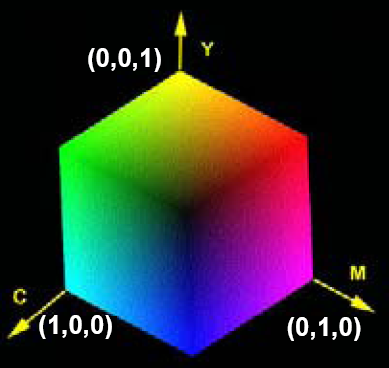 Y
(0,0,1)
M
C
(1,0,0)
(0,1,0)